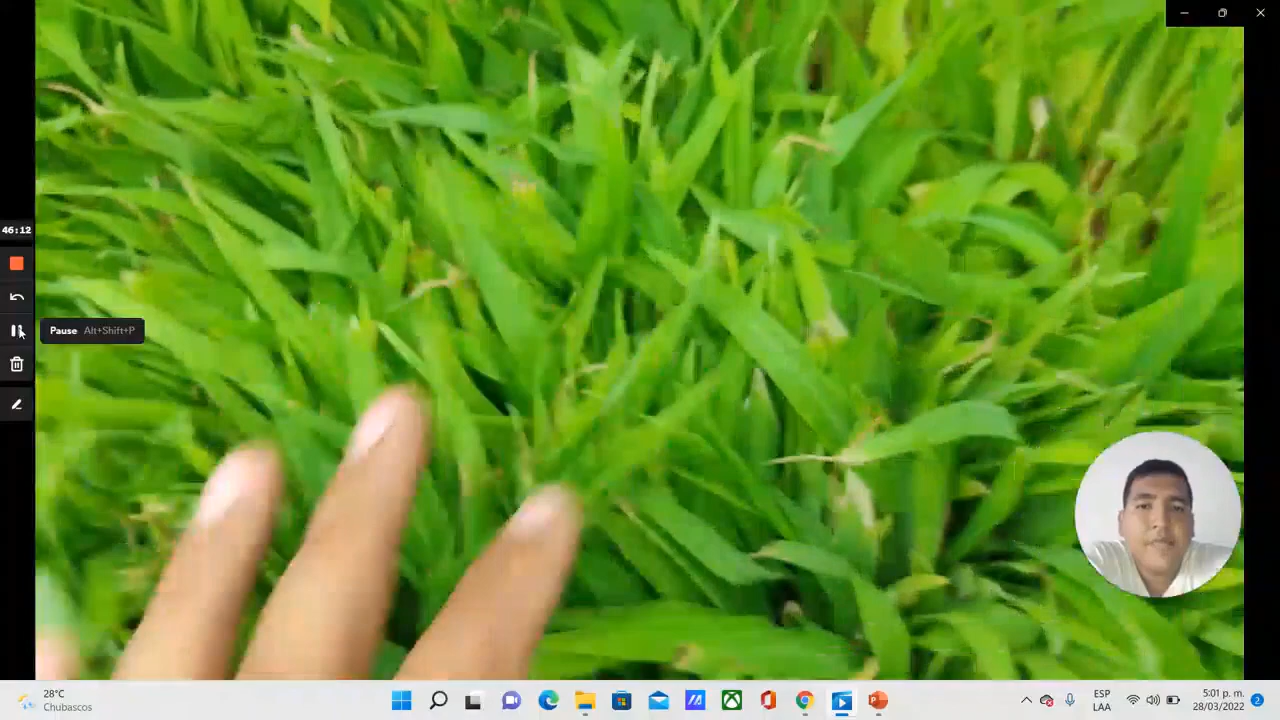 46:12
Pause Alt+Shift+P
28°C
Chubascos
ESP
LAA
5:01 p. m.
28/03/2022
2